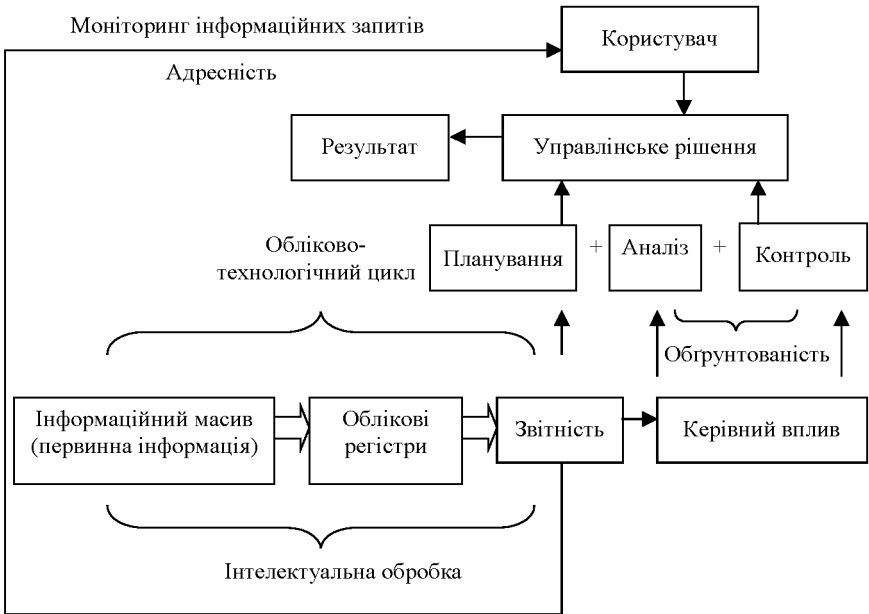 Моніторинг інформаційних запитів
Адресність
Користувач
Результат
Управлінське рішення
Обліково-
технологічний цикл
Планування
+
Аналіз
+
Контроль
Обґрунтованість
Інформаційний масив
(первинна інформація)
Облікові
регістри
Звітність
Керівний вплив
Інтелектуальна обробка